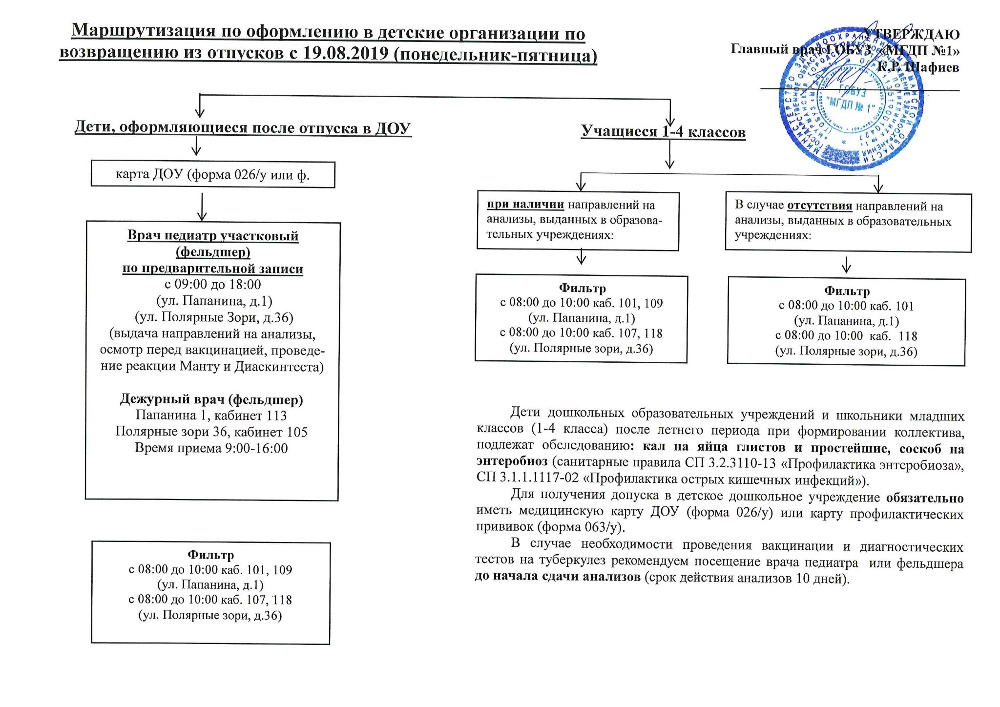 Маршрутизация по оформлению в детские организации по
возвращению из отпусков с 19.08.2019 (понедельник-пятница)
УТВЕРЖДАЮ
Главный врач ГОБУЗ «МГДП №1»
К.Р. Шафиев
ГОБУЗ
"МГДП № 1"
Дети, оформляющиеся после отпуска в ДОУ
карта ДОУ (форма 026/у или ф.
Врач педиатр участковый
(фельдшер)
по предварительной записи
с 09:00 до 18:00
(ул. Папанина, д.1)
(ул. Полярные Зори, д.36)
(выдача направлений на анализы,
осмотр перед вакцинацией, проведе-
ние реакции Манту и Диаскинтеста)
Дежурный врач (фельдшер)
Папанина 1, кабинет 113
Полярные зори 36, кабинет 105
Время приема 9:00-16:00
Фильтр
с 08:00 до 10:00 каб. 101, 109
(ул. Папанина, д.1)
с 08:00 до 10:00 каб. 107, 118
(ул. Полярные зори, д.36)
Учащиеся 1-4 классов
при наличии направлений на
анализы, выданных в образова-
тельных учреждениях:
Фильтр
с 08:00 до 10:00 каб. 101, 109
(ул. Папанина, д.1)
с 08:00 до 10:00 каб. 107, 118
(ул. Полярные зори, д.36)
В случае отсутствия направлений на
анализы, выданных в образовательных
учреждениях:
Фильтр
с 08:00 до 10:00 каб. 101
(ул. Папанина, д.1)
с 08:00 до 10:00 каб. 118
(ул. Полярные зори, д.36)
Дети дошкольных образовательных учреждений и школьники младших
классов (1-4 класса) после летнего периода при формировании коллектива,
подлежат обследованию: кал на яйца глистов и простейшие, соскоб на
энтеробиоз (санитарные правила СП 3.2.3110-13 «Профилактика энтеробиоза»,
СП 3.1.1.1117-02 «Профилактика острых кишечных инфекций»).
Для получения допуска в детское дошкольное учреждение обязательно
иметь медицинскую карту ДОУ (форма 026/у) или карту профилактических
прививок (форма 063/у).
В случае необходимости проведения вакцинации и диагностических
тестов на туберкулез рекомендуем посещение врача педиатра или фельдшера
до начала сдачи анализов (срок действия анализов 10 дней).